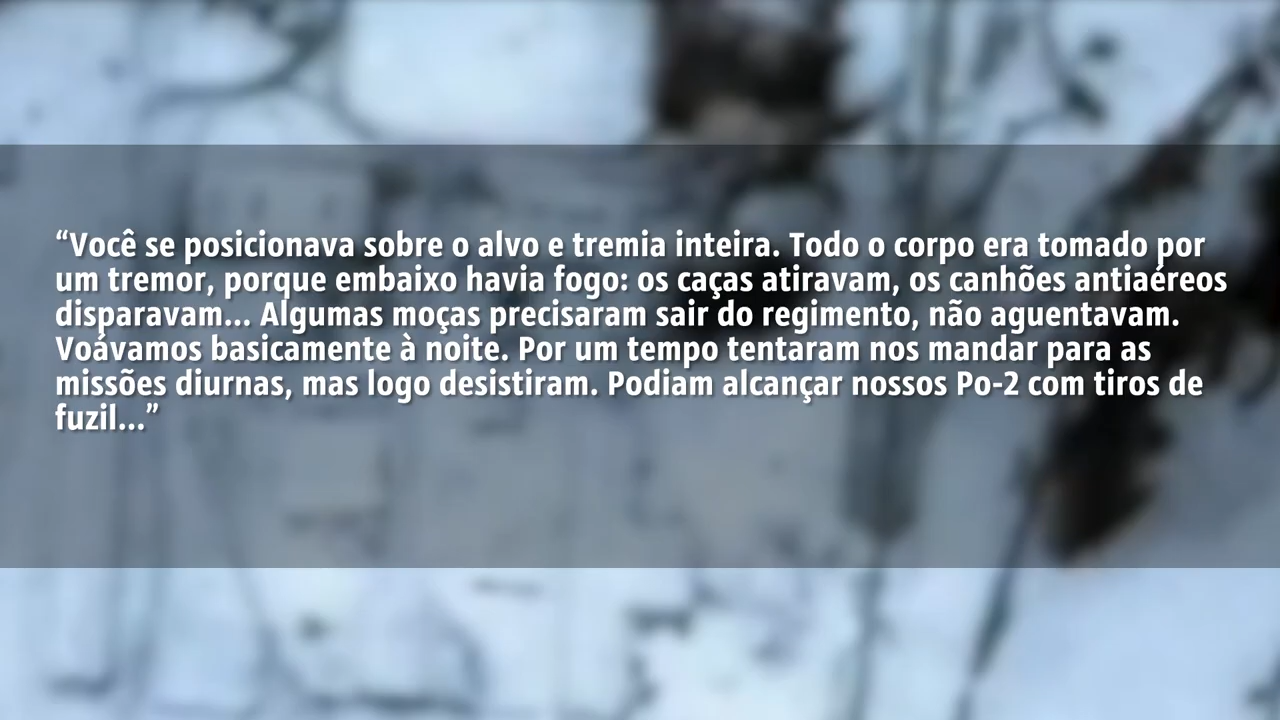 “Você se posicionava sobre o alvo e tremia inteira. Todo o corpo era tomado por
um tremor, porque embaixo havia fogo: os caças atiravam, os canhões antiaéreos
disparavam... Algumas moças precisaram sair do regimento, não aguentavam.
Voávamos basicamente à noite. Por um tempo tentaram nos mandar para as
missões diurnas, mas logo desistiram. Podiam alcançar nossos Po-2 com tiros de
fuzil...”